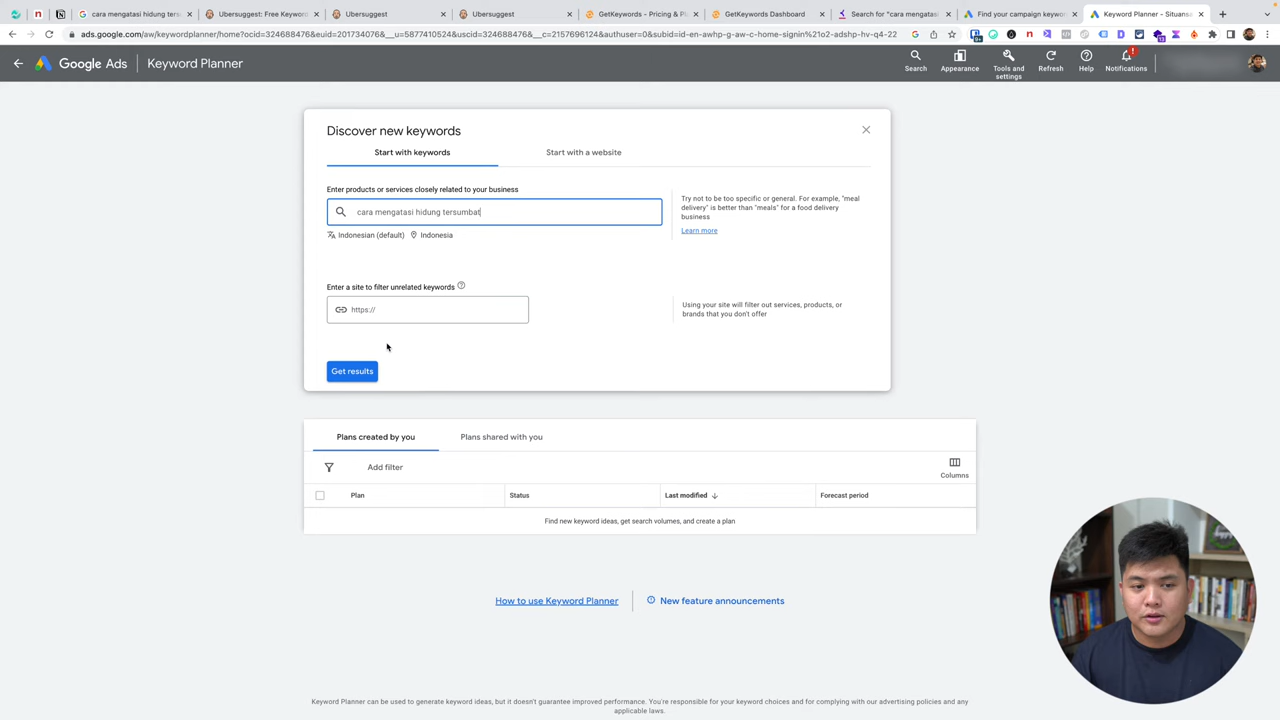 cara mengatasi hidung ters
Ubersuggest: Free Keyword
Ubersuggest
Ubersuggest
GetKeywords - Pricing & Pl
GetKeywords Dashboard
Search for "cara mengatas
Find your campaign keywor
Keyword Planner - Situansa
ads.google.com/aw/keywordplanner/home?ocid=324688476&euid=201734076&__u=5877410524&uscid=324688476&__c=2157696124&authuser=0&subid=id-en-awhp-g-aw-c-home-signin%21o2-adshp-hv-q4-22
Google Ads
Keyword Planner
Search
Appearance
Tools and
settings
Refresh
Help
Notifications
Discover new keywords
Start with keywords
Start with a website
Enter products or services closely related to your business
cara mengatasi hidung tersumbat
Indonesian (default)
Indonesia
Try not to be too specific or general. For example, "meal
delivery" is better than "meals" for a food delivery
business
Learn more
Enter a site to filter unrelated keywords
https://
Using your site will filter out services, products, or
brands that you don't offer
Get results
Plans created by you
Plans shared with you
Add filter
Columns
Plan
Status
Last modified
Forecast period
Find new keyword ideas, get search volumes, and create a plan
How to use Keyword Planner
New feature announcements
Keyword Planner can be used to generate keyword ideas, but it doesn't guarantee improved performance. You're responsible for your keyword choices and for complying with our advertising policies and any
applicable laws.